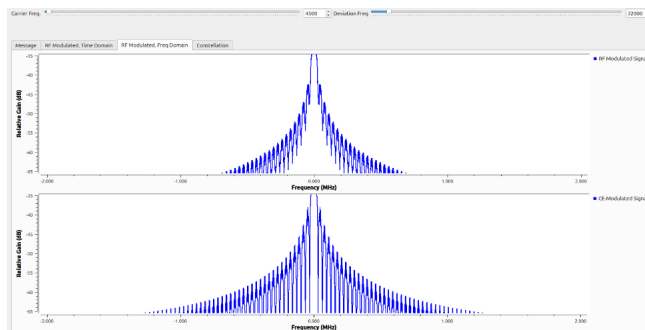 Carrier Freq. 4500 Deviation Freq 32000
Message RF Modulated. Time Domain RF Modulated. Freq Domain Constellation
RF Modulated Signa
Relative Gain (dB)
-35
-40
-45
-50
-55
-60
-65
-2.000 -1.000 0.000 1.000 2.000
Frequency (MHz)
CE Modulated Signa
Relative Gain (dB)
-35
-40
-45
-50
-55
-60
-65
-2.000 -1.000 0.000 1.000 2.000
Frequency (MHz)